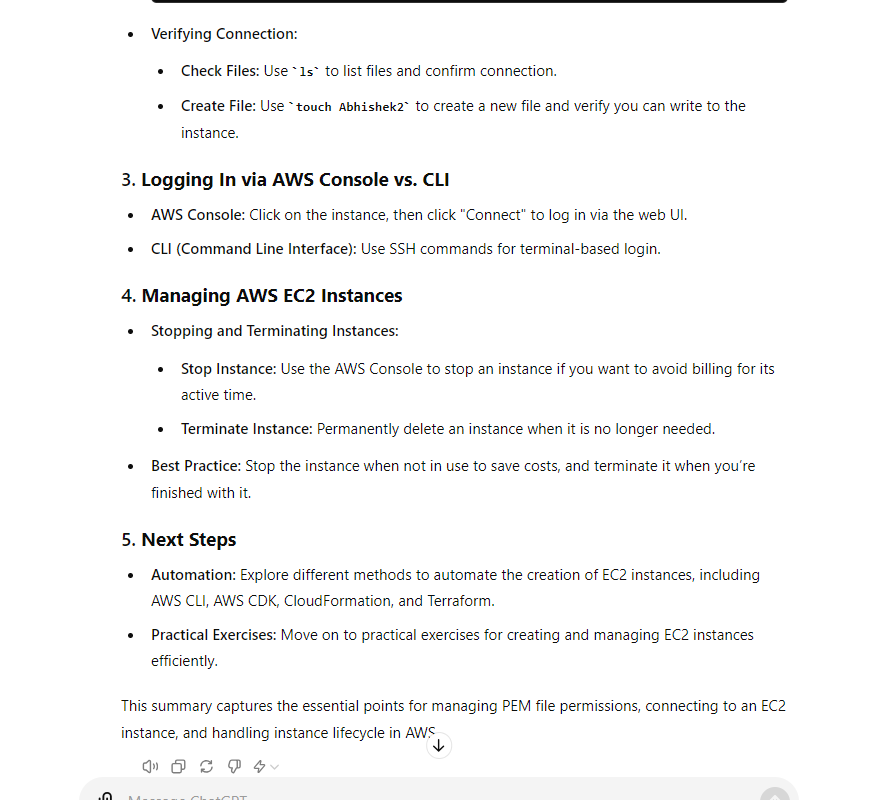 Verifying Connection:
Check Files: Use `ls` to list files and confirm connection.
Create File: Use `touch Abhishek2` to create a new file and verify you can write to the
instance.
3. Logging In via AWS Console vs. CLI
AWS Console: Click on the instance, then click "Connect" to log in via the web UI.
CLI (Command Line Interface): Use SSH commands for terminal-based login.
4. Managing AWS EC2 Instances
Stopping and Terminating Instances:
Stop Instance: Use the AWS Console to stop an instance if you want to avoid billing for its
active time.
Terminate Instance: Permanently delete an instance when it is no longer needed.
Best Practice: Stop the instance when not in use to save costs, and terminate it when you're
finished with it.
5. Next Steps
Automation: Explore different methods to automate the creation of EC2 instances, including
AWS CLI, AWS CDK, CloudFormation, and Terraform.
Practical Exercises: Move on to practical exercises for creating and managing EC2 instances
efficiently.
This summary captures the essential points for managing PEM file permissions, connecting to an EC2
instance, and handling instance lifecycle in AWS.
Message ChatGPT